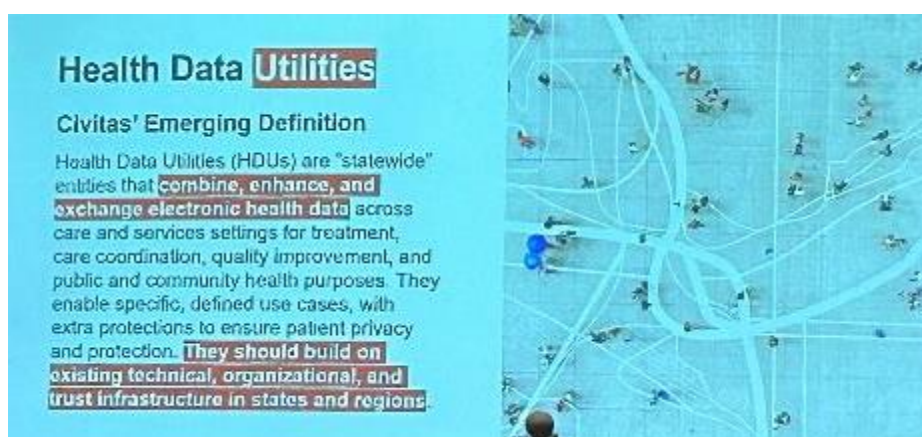 Health Data Utilities
Civitas' Emerging Definition
Health Data Utilities (HDUs) are "statewide"
entities that combine, enhance, and
exchange electronic health data across
care and services settings for treatment,
care coordination, quality improvement, and
public and community health purposes. They
enable specific, defined use cases, with
extra protections to ensure patient privacy
and protection. They should build on
existing technical, organizational, and
trust infrastructure in states and regions.